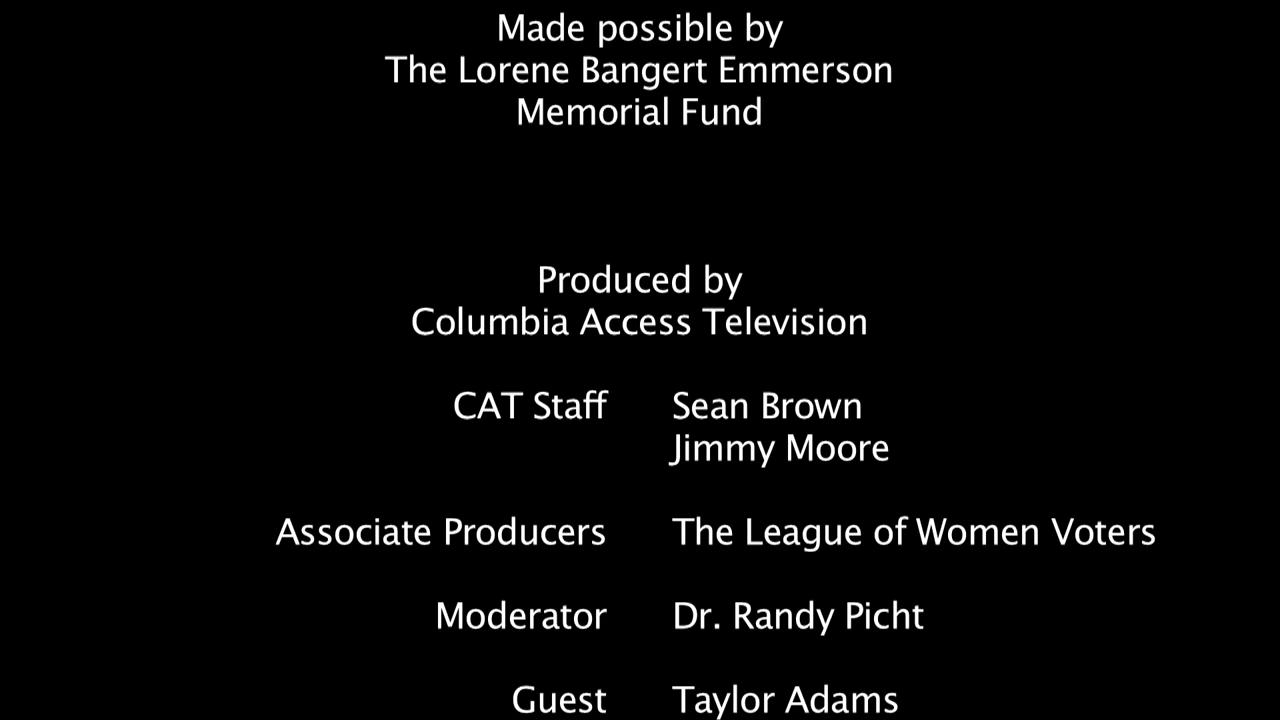 Made possible by
The Lorene Bangert Emmerson
Memorial Fund
Produced by
Columbia Access Television
CAT Staff Sean Brown
Jimmy Moore
Associate Producers The League of Women Voters
Moderator Dr. Randy Picht
Guest Taylor Adams